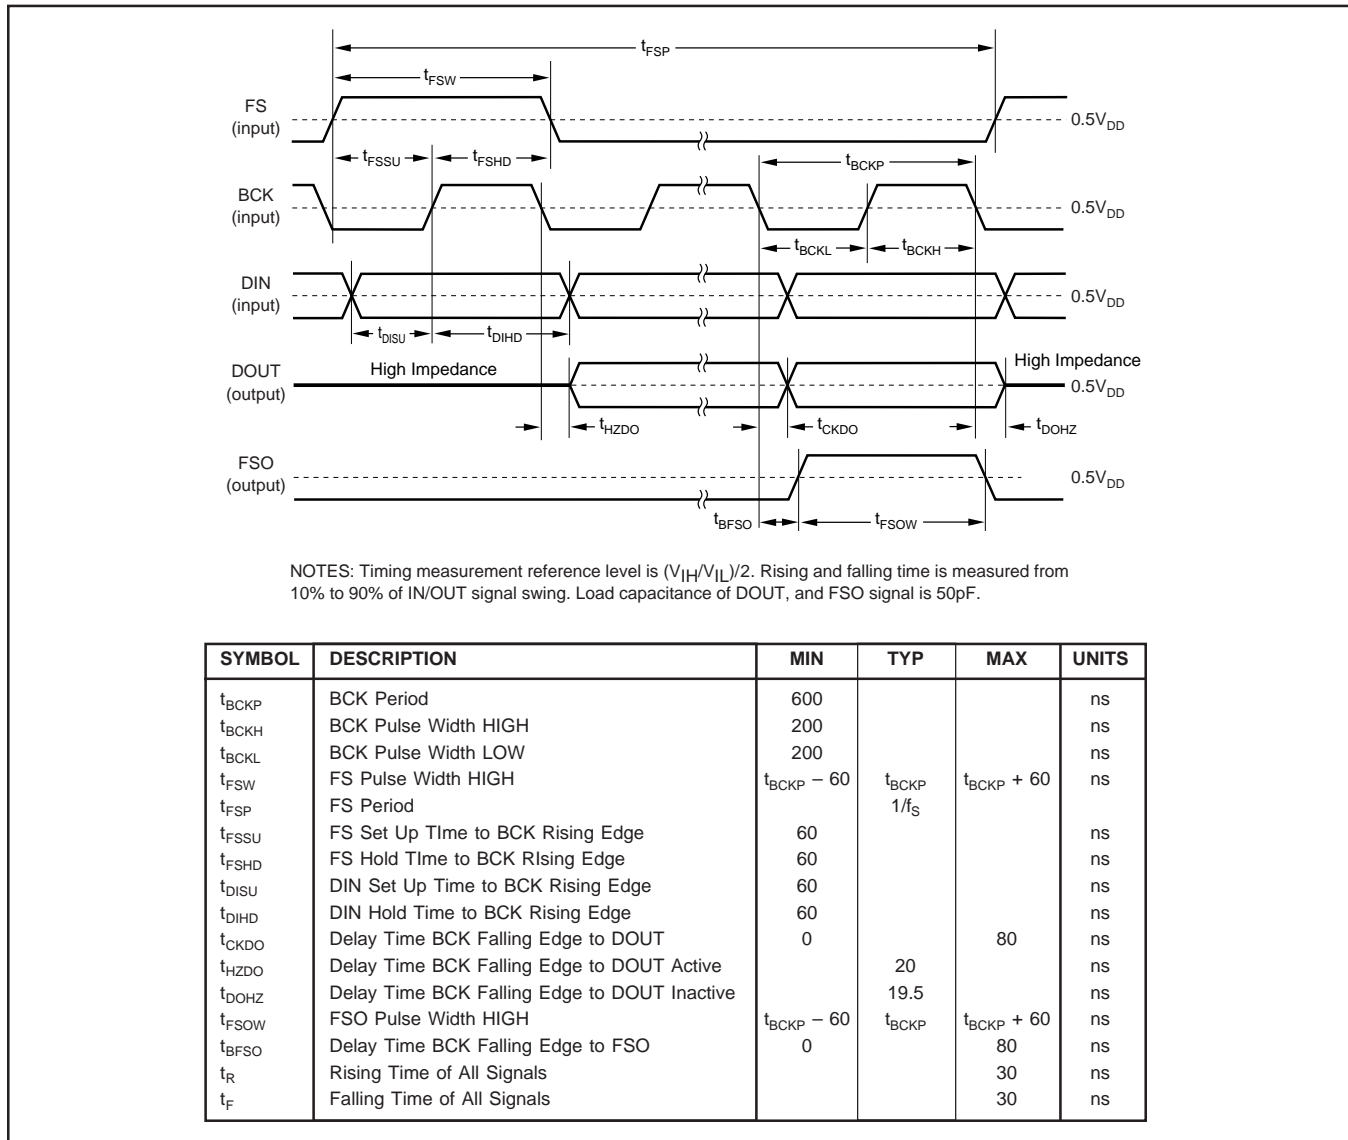 tFSP
tFSW
FS
(input)
0.5VDD
tFSSU
tFSHD
tBCKP
BCK
(input)
0.5VDD
tBCKL
tBCKH
DIN
(input)
0.5VDD
tDISU
tDIHD
DOUT
(output)
High Impedance
High Impedance
0.5VDD
tHZDO
tCKDO
tDOHZ
FSO
(output)
0.5VDD
tBFSO
tFSOW
NOTES: Timing measurement reference level is (VIH/VIL)/2. Rising and falling time is measured from
10% to 90% of IN/OUT signal swing. Load capacitance of DOUT, and FSO signal is 50pF.
SYMBOL DESCRIPTION MIN TYP MAX UNITS
tBCKP BCK Period 600 ns
tBCKH BCK Pulse Width HIGH 200 ns
tBCKL BCK Pulse Width LOW 200 ns
tFSW FS Pulse Width HIGH tBCKP – 60 tBCKP tBCKP + 60 ns
tFSP FS Period 1/fS
tFSSU FS Set Up TIme to BCK Rising Edge 60 ns
tFSHD FS Hold TIme to BCK RIsing Edge 60 ns
tDISU DIN Set Up Time to BCK Rising Edge 60 ns
tDIHD DIN Hold Time to BCK Rising Edge 60 ns
tCKDO Delay Time BCK Falling Edge to DOUT 0 80 ns
tHZDO Delay Time BCK Falling Edge to DOUT Active 20 ns
tDOHZ Delay Time BCK Falling Edge to DOUT Inactive 19.5 ns
tFSOW FSO Pulse Width HIGH tBCKP – 60 tBCKP tBCKP + 60 ns
tBFSO Delay Time BCK Falling Edge to FSO 0 80 ns
tR Rising Time of All Signals 30 ns
tF Falling Time of All Signals 30 ns